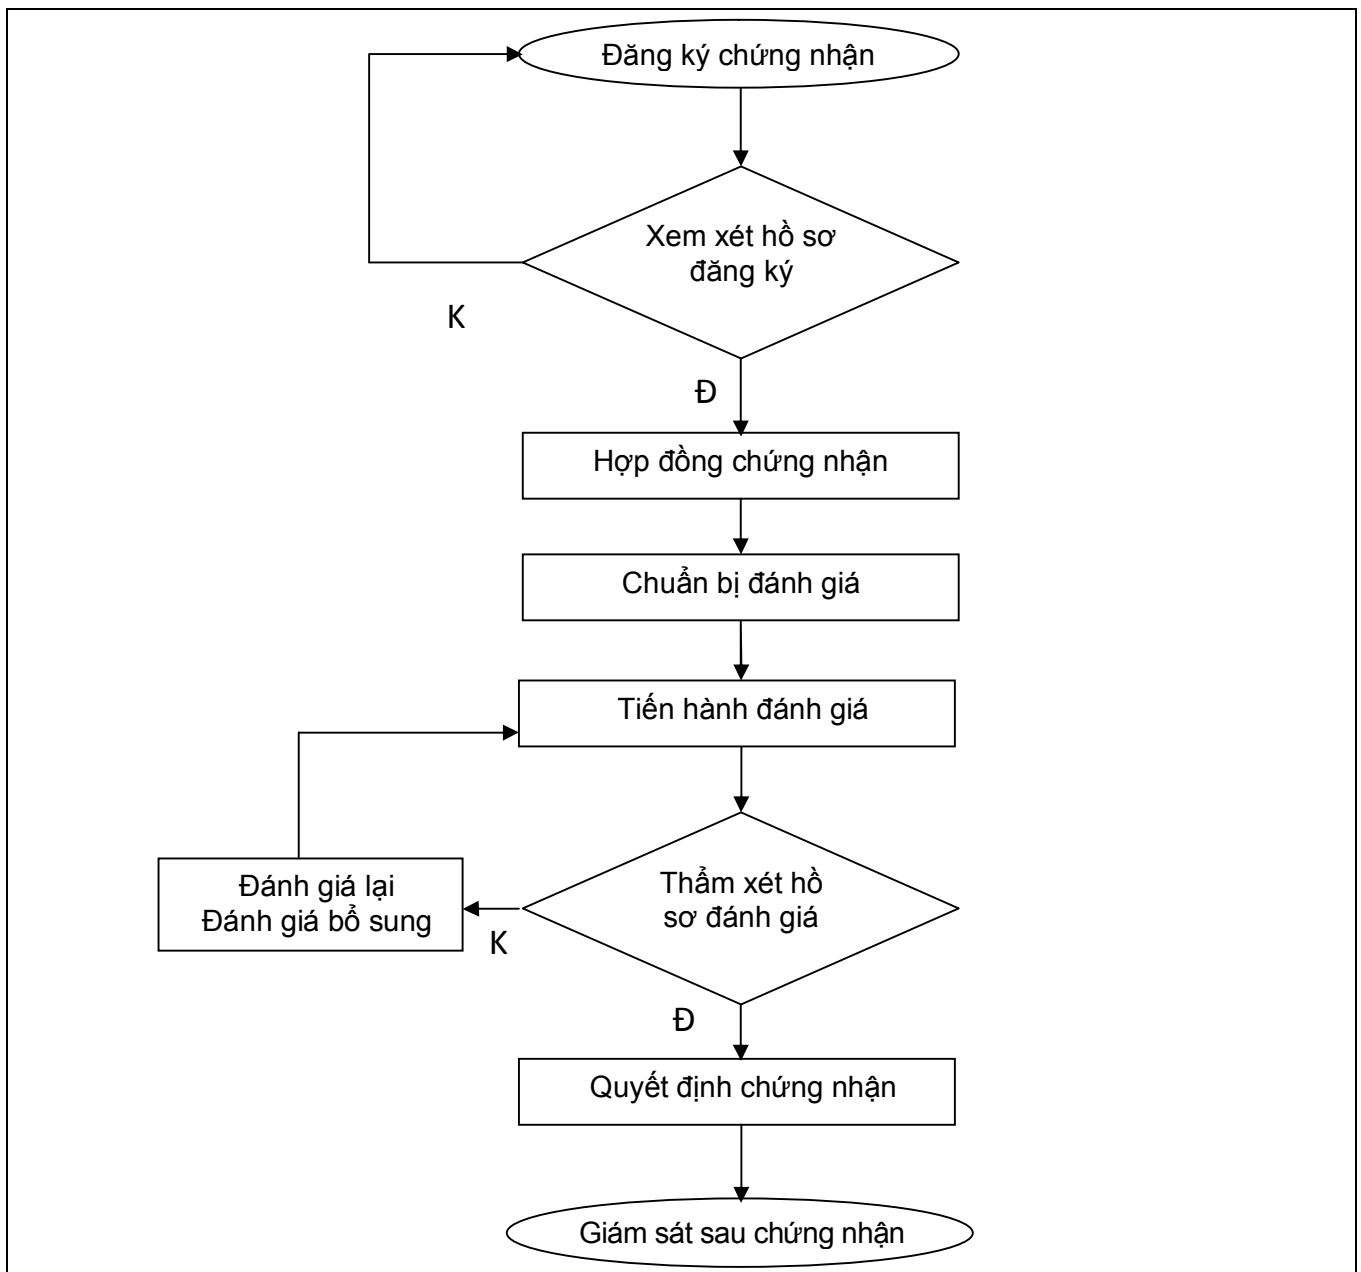 Đăng ký chứng nhận
Xem xét hồ sơ
đăng ký
K
Đ
Hợp đồng chứng nhận
Chuẩn bị đánh giá
Tiến hành đánh giá
Thẩm xét hồ
sơ đánh giá
Đánh giá lại
Đánh giá bổ sung
K
Đ
Quyết định chứng nhận
Giám sát sau chứng nhận